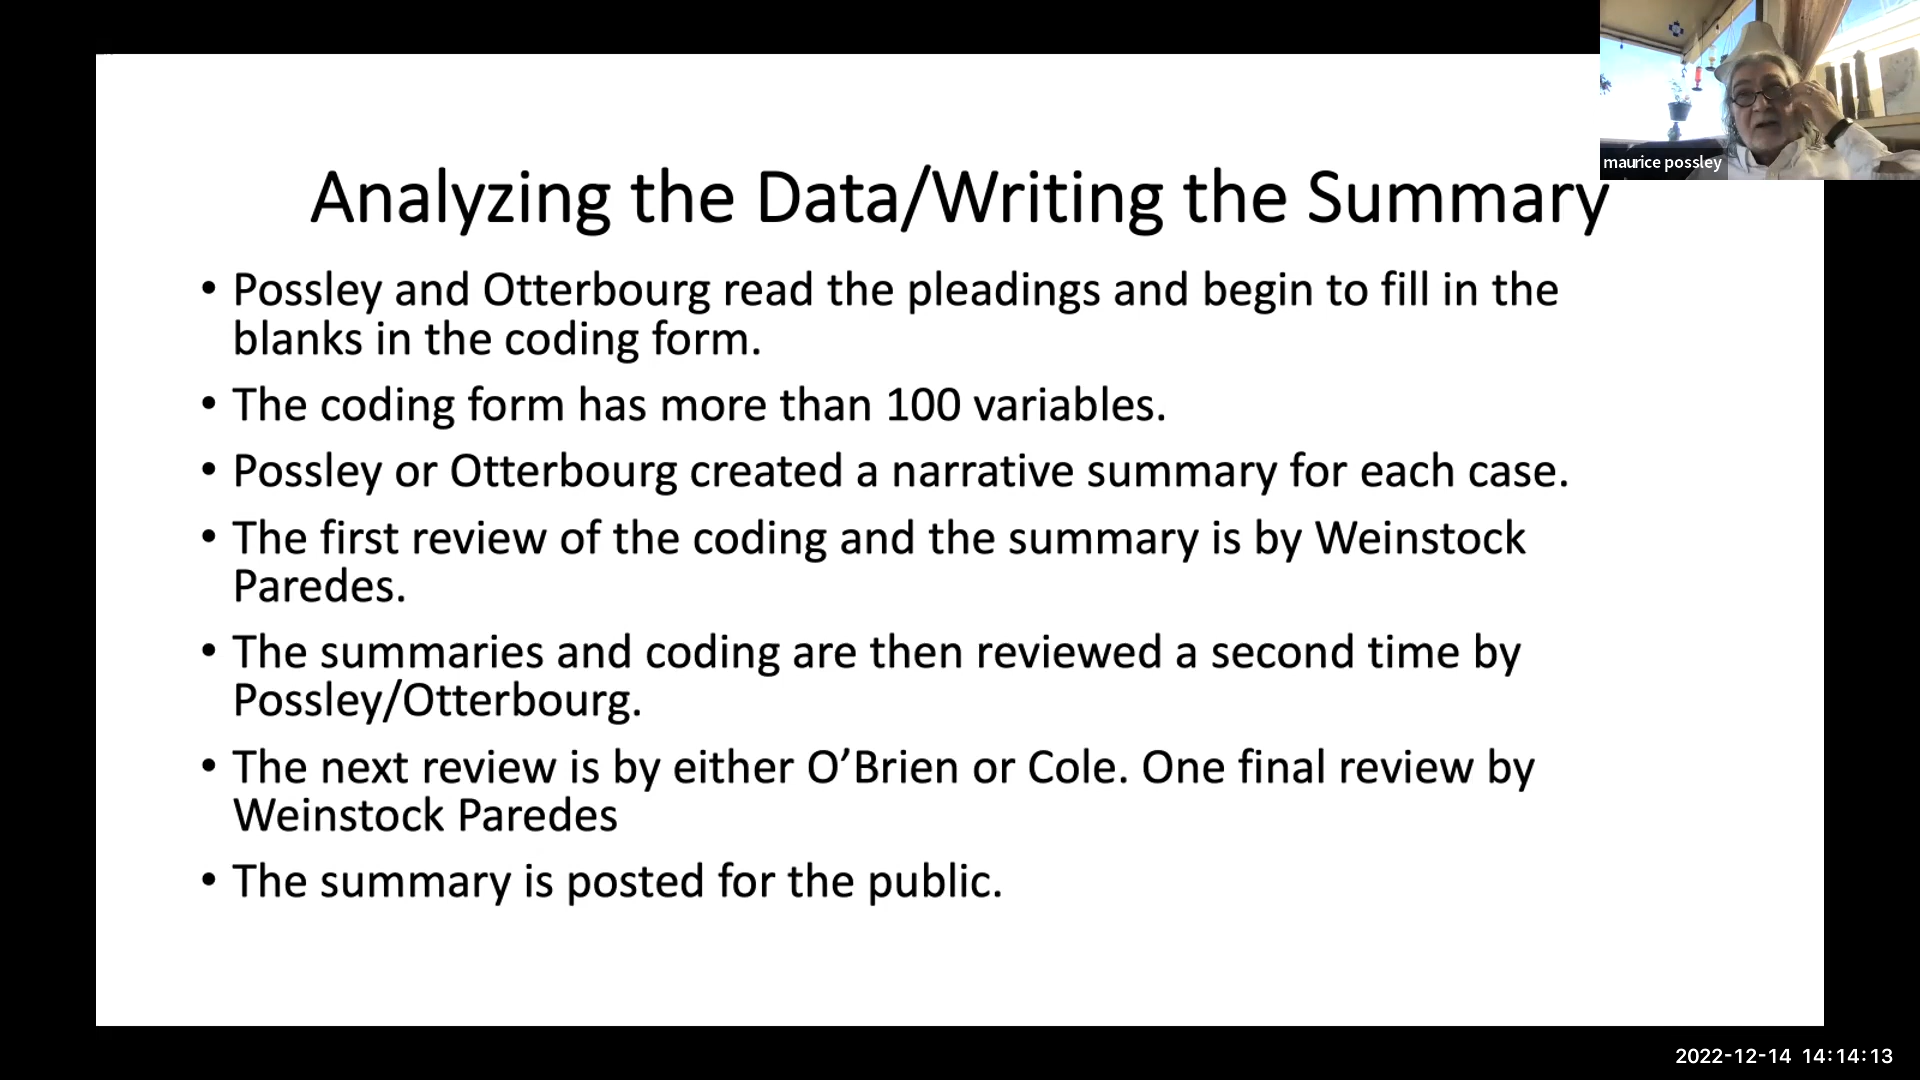 maurice possley
Analyzing the Data/Writing the Summary
• Possley and Otterbourg read the pleadings and begin to fill in the
blanks in the coding form.
• The coding form has more than 100 variables.
• Possley or Otterbourg created a narrative summary for each case.
• The first review of the coding and the summary is by Weinstock
Paredes.
• The summaries and coding are then reviewed a second time by
Possley/Otterbourg.
• The next review is by either O’Brien or Cole. One final review by
Weinstock Paredes
• The summary is posted for the public.
2022-12-14 14:14:13